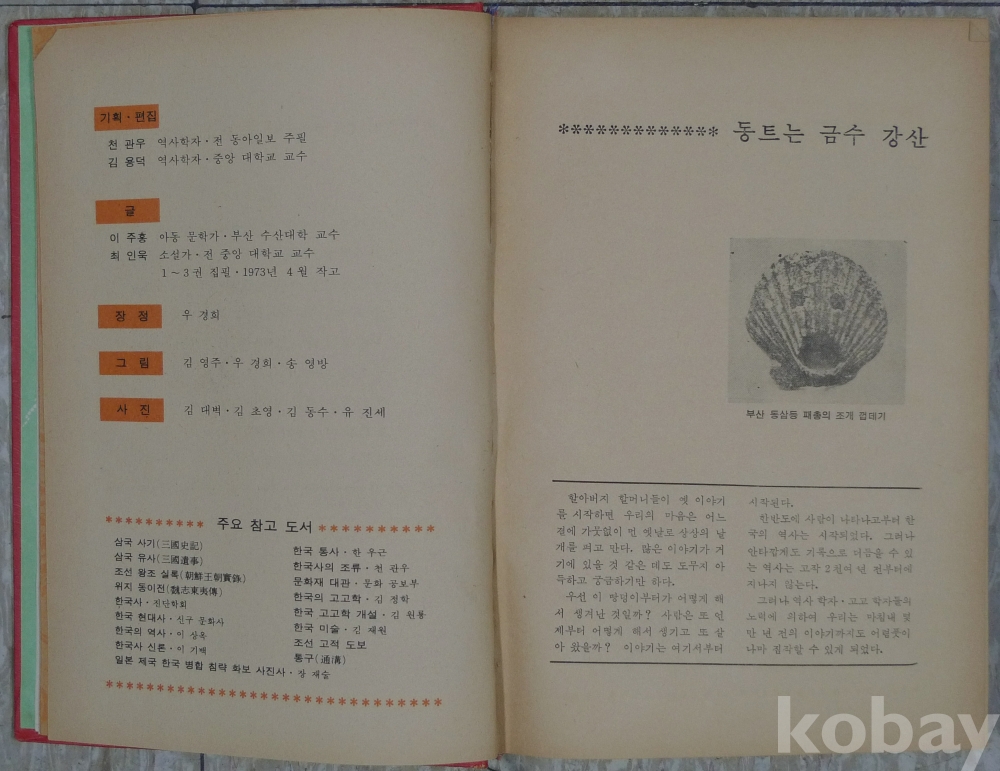 기획·편집
천 관우 역사학자·전 동아일보 주필
김 용덕 역사학자·중앙 대학교 교수
글
이 주홍 아동 문학가·부산 수산대학 교수
최 인욱 소설가·전 중앙 대학교 교수
1~3권 집필·1973년 4월 작고
장 정 우 경희
그 림 김 영주·우 경희·송 영방
사 진 김 대벽·김 초영·김 동수·유 전세
********** 주요 참고 도서 **********
삼국 사기(三國史記)
삼국 유사(三國遺事)
조선 왕조 실록(朝鮮王朝實錄)
위지 동이전(魏志東夷傳)
한국사·진단학회
한국 현대사·신구 문화사
한국의 역사·이 상옥
한국사 신론·이 기백
일본 제국 한국 병합 침략 화보 사진사·장 재술
한국 통사·한 우근
한국사의 조류·천 관우
문화재 대관·문화 공보부
한국의 고고학·김 정학
한국 고고학 개설·김 원룡
한국 미술·김 재원
조선 고적 도보
통구(通溝)
************* 동트는 금수 강산
부산 동삼동 패총의 조개 껍데기
할아버지 할머니들이 옛 이야기
를 시작하면 우리의 마음은 어느
결에 가뭇없이 먼 옛날로 상상의 날
개를 펴고 만다. 많은 이야기가 거
기에 있을 것 같은 데도 도무지 아
득하고 궁금하기만 하다.
우선 이 땅덩이부터가 어떻게 해
서 생겨난 것일까? 사람은 또 언
제부터 어떻게 해서 생기고 또 살
아 왔을까? 이야기는 여기서부터
시작된다.
한반도에 사람이 나타나고부터 한
국의 역사는 시작되었다. 그러나
안타깝게도 기록으로 더듬을 수 있
는 역사는 고작 2천여 년 전부터에
지나지 않는다.
그러나 역사 학자·고고 학자들의
노력에 의하여 우리는 마침내 몇
만 년 전의 이야기까지도 어렴풋이
나마 짐작할 수 있게 되었다.
kobay